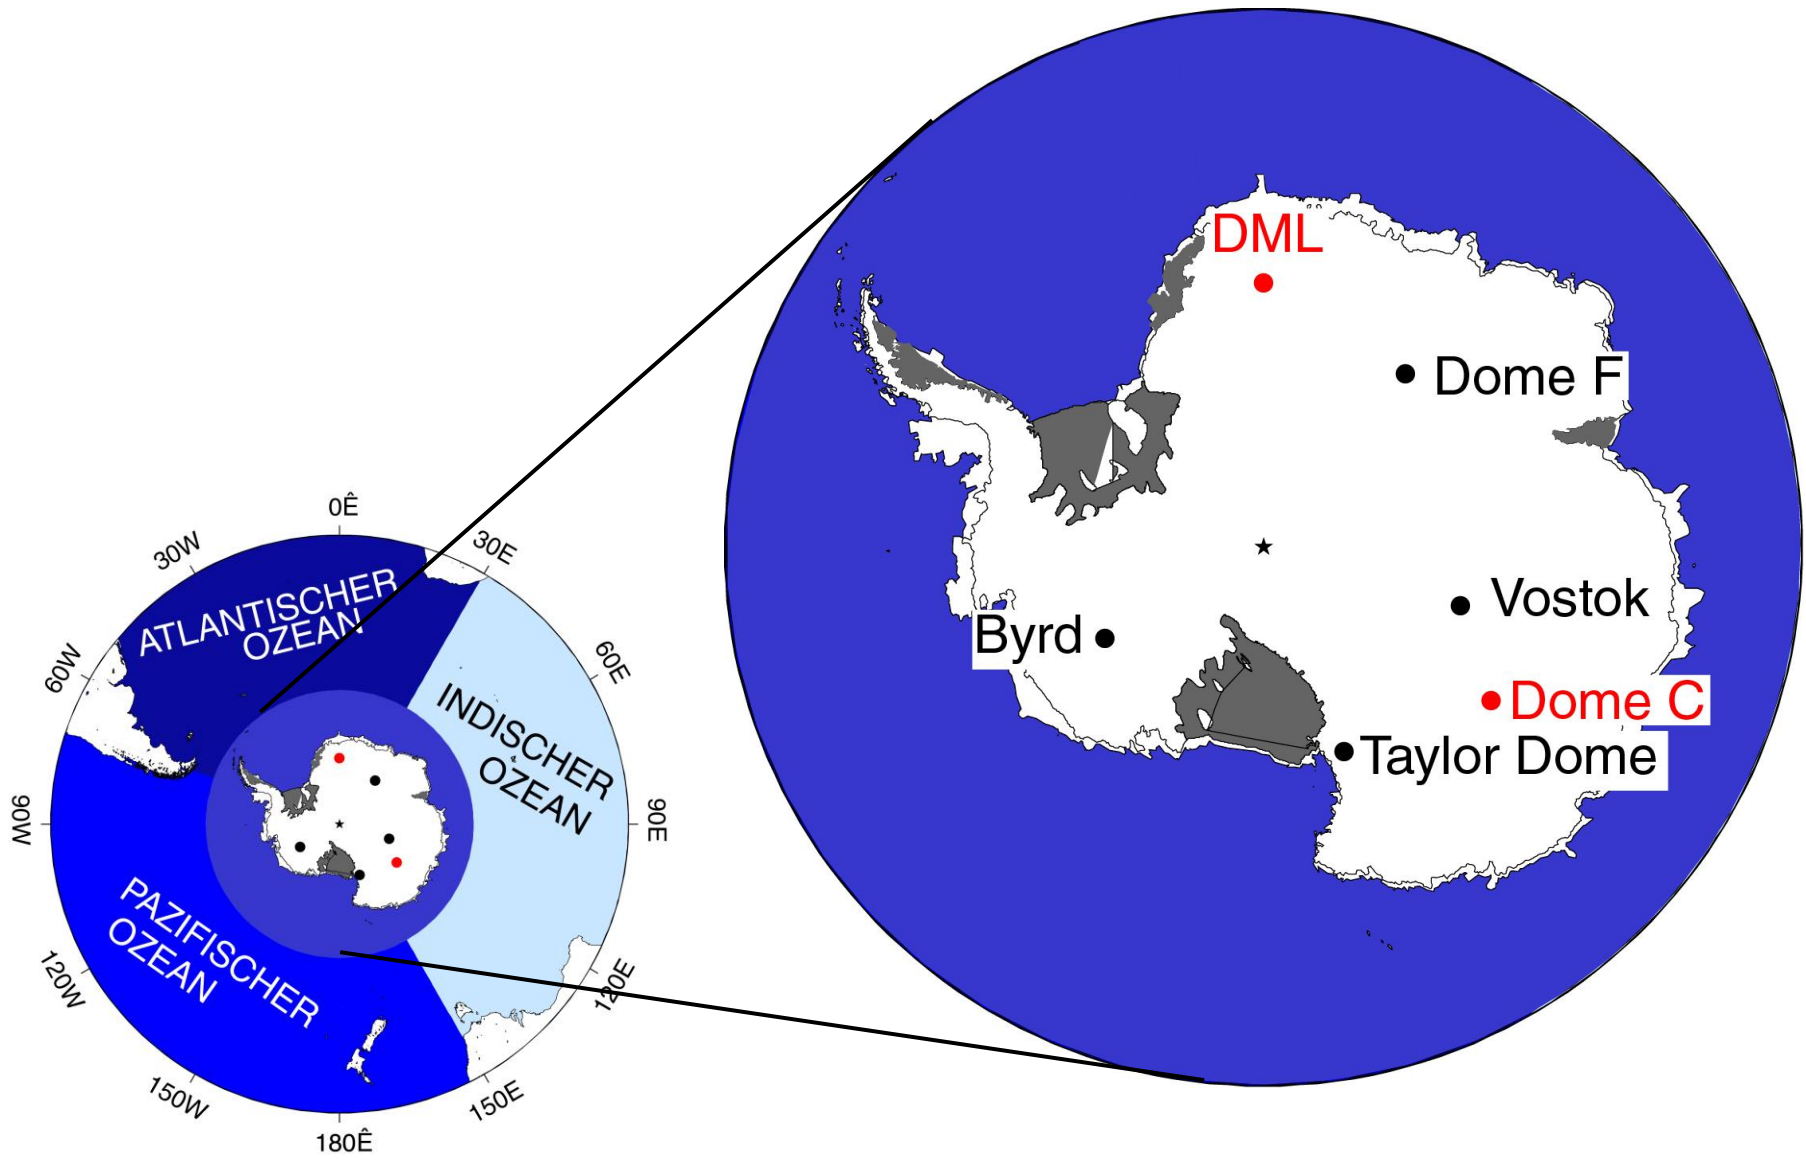 DML
Dome F
Vostok
Byrd
Dome C
Taylor Dome
0Ê
30W
30E
ATLANTISCHER
OZEAN
60W
60E
INDISCHER
OZEAN
90W
90E
PAZIFISCHER
OZEAN
120W
120E
150W
150E
180Ê